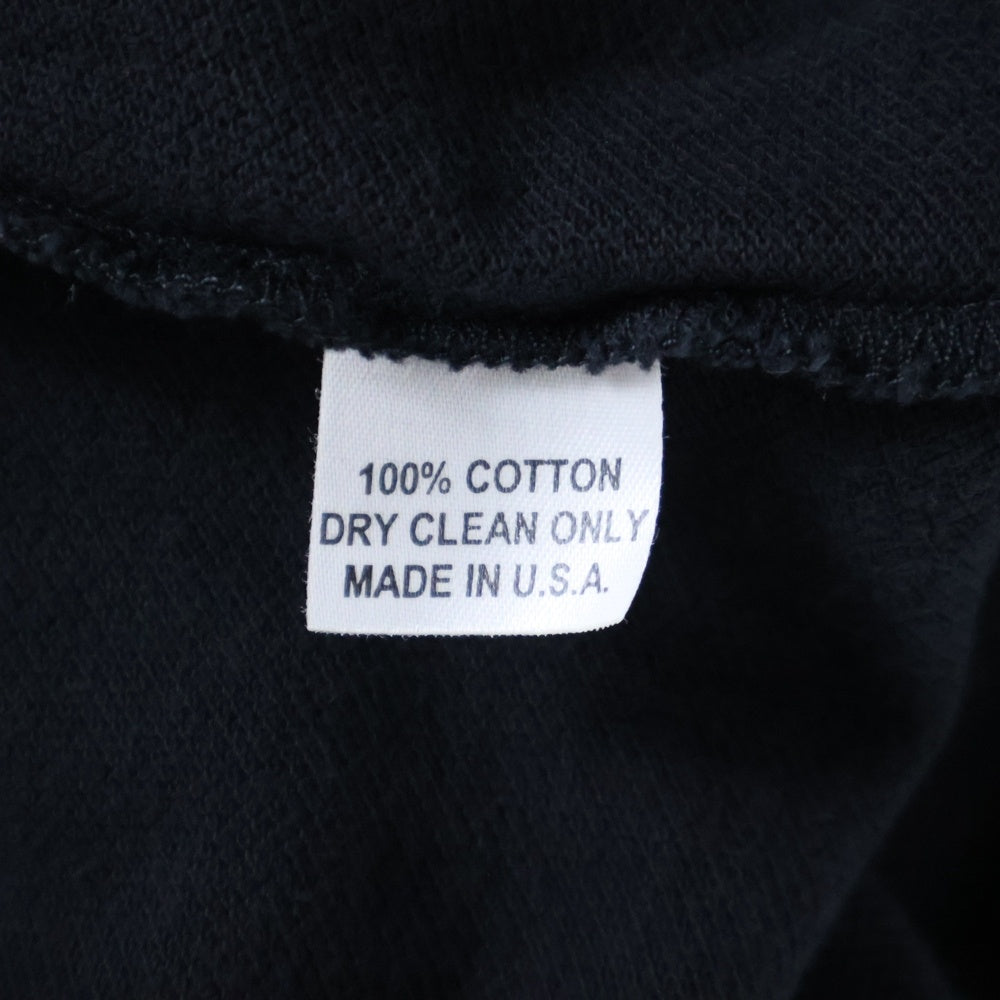 100% COTTON
DRY CLEAN ONLY
MADE IN U.S.A.